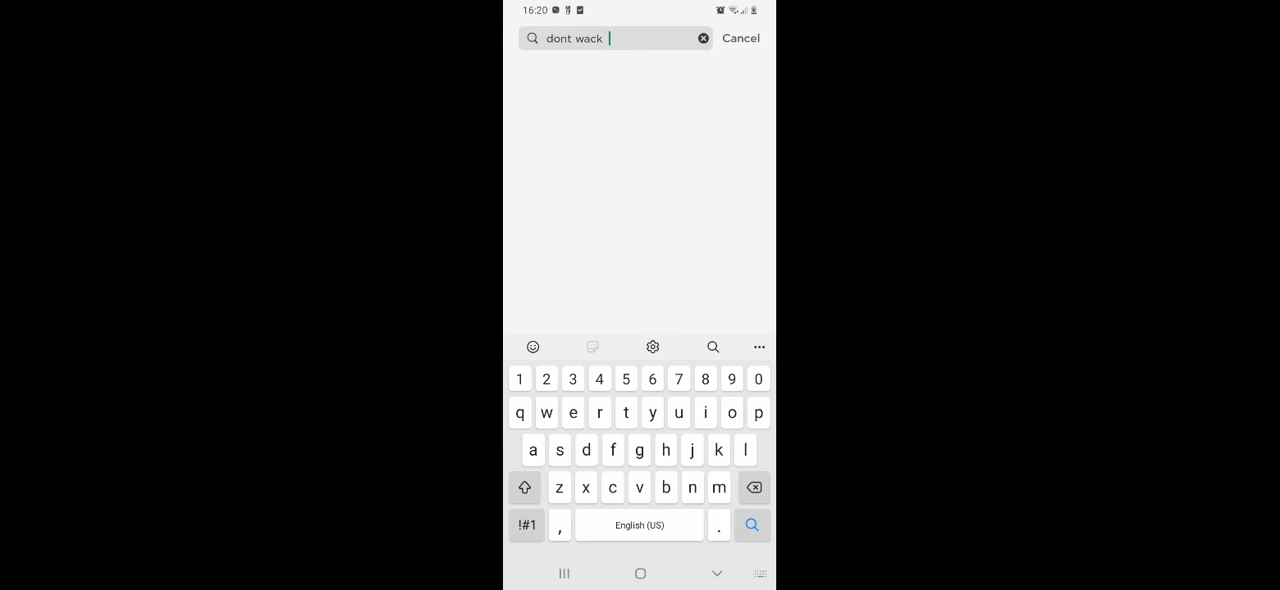 16:20
dont wack
Cancel
1 2 3 4 5 6 7 8 9 0
q w e r t y u i o p
a s d f g h j k l
z x c v b n m
!#1 , English (US) .